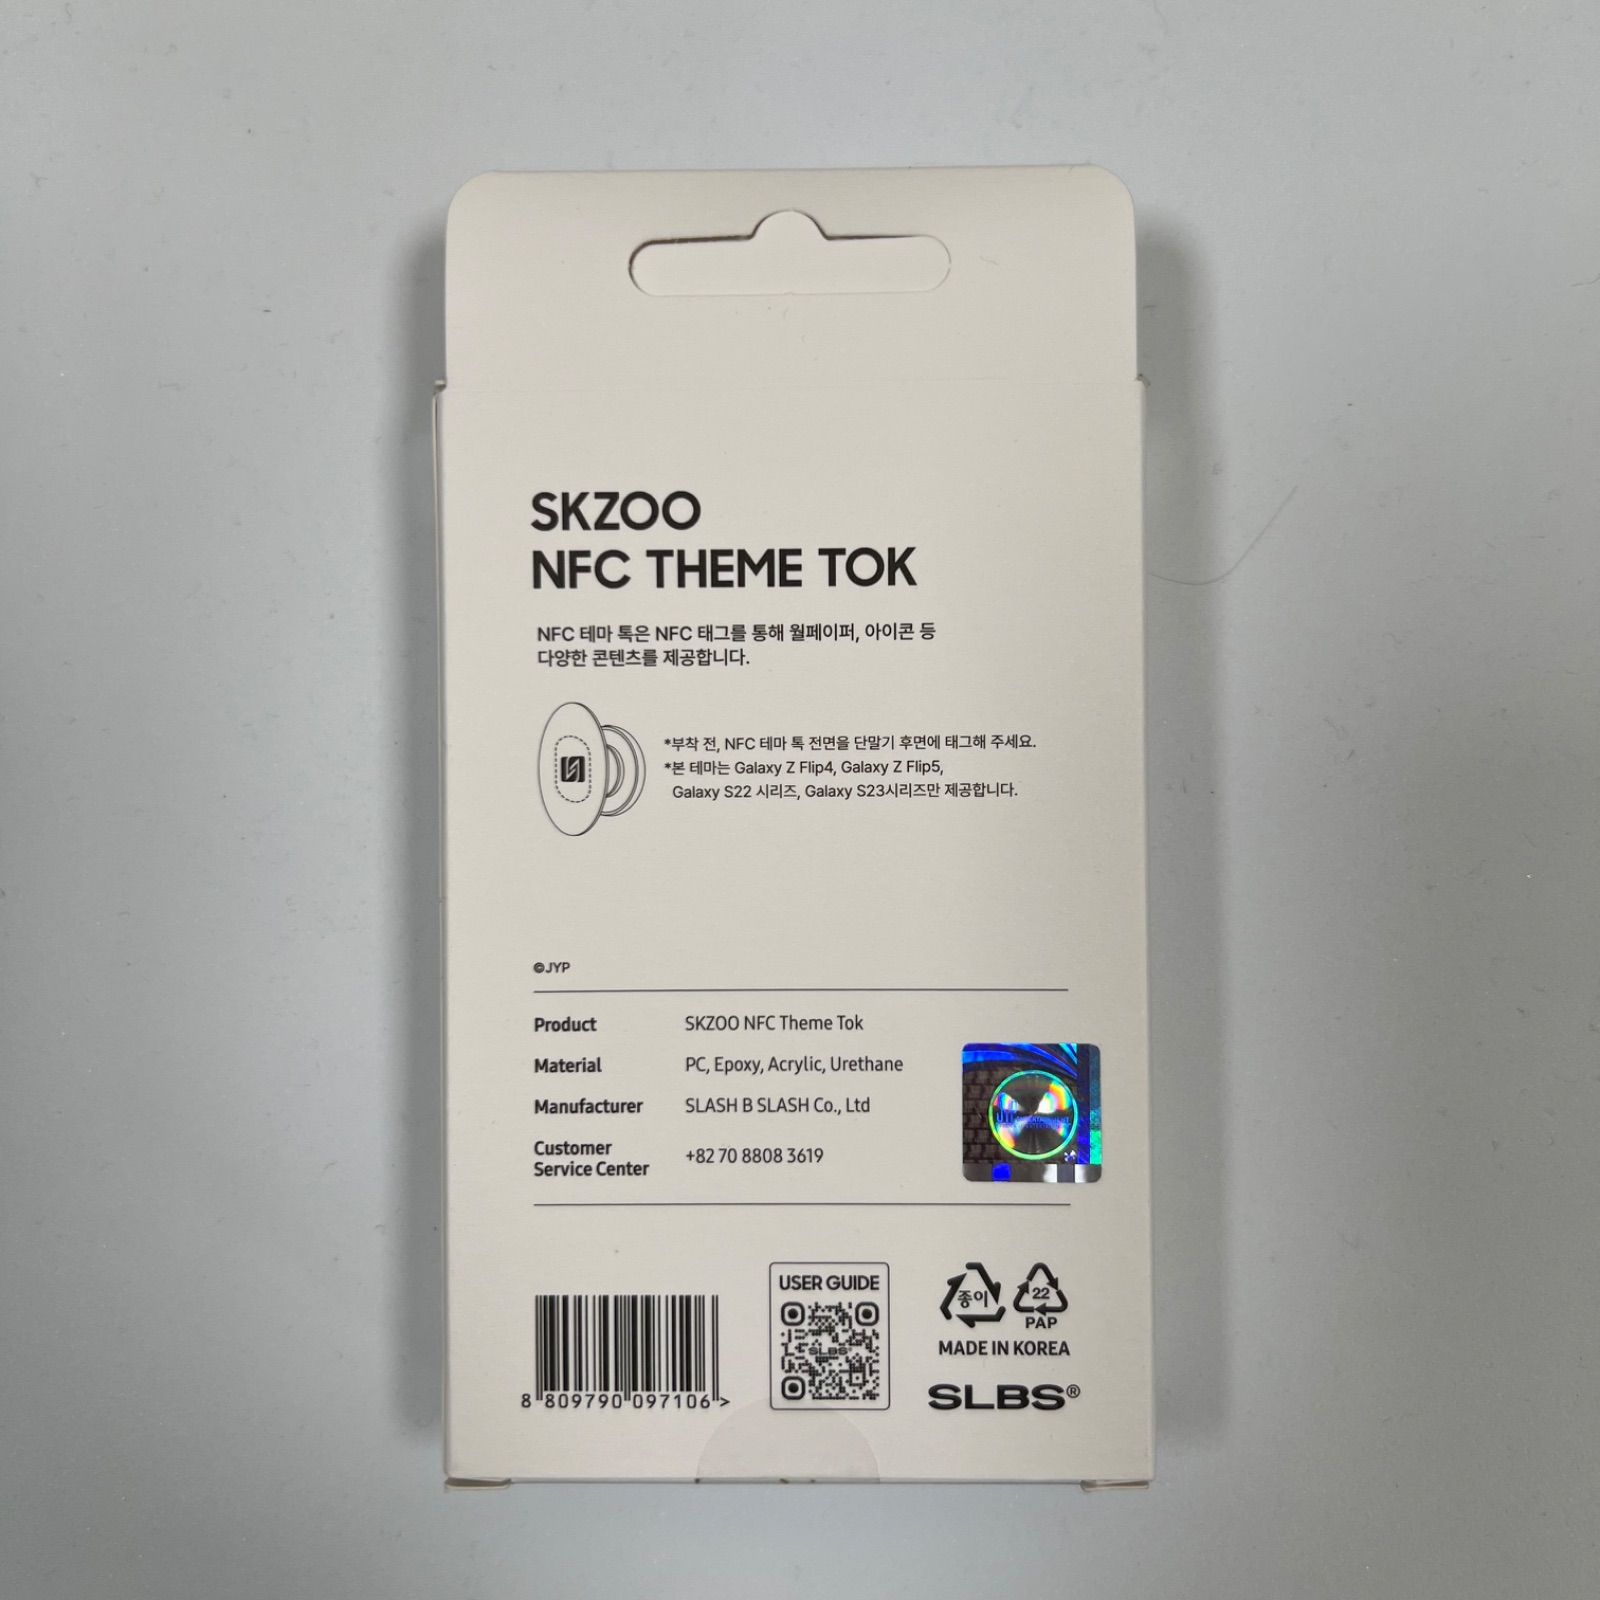 SKZOO
NFC THEME TOK
NFC 테마 톡은 NFC 태그를 통해 월페이퍼, 아이콘 등
다양한 콘텐츠를 제공합니다.
*부착 전, NFC 테마 톡 전면을 단말기 후면에 태그해 주세요.
*본 테마는 Galaxy Z Flip4, Galaxy Z Flip5,
Galaxy S22 시리즈, Galaxy S23시리즈만 제공합니다.
©JYP
Product SKZOO NFC Theme Tok
Material PC, Epoxy, Acrylic, Urethane
Manufacturer SLASH B SLASH Co., Ltd
Customer
Service Center +82 70 8808 3619
USER GUIDE
SLBS
종이
22
PAP
MADE IN KOREA
SLBS®
8 809790 097106 >